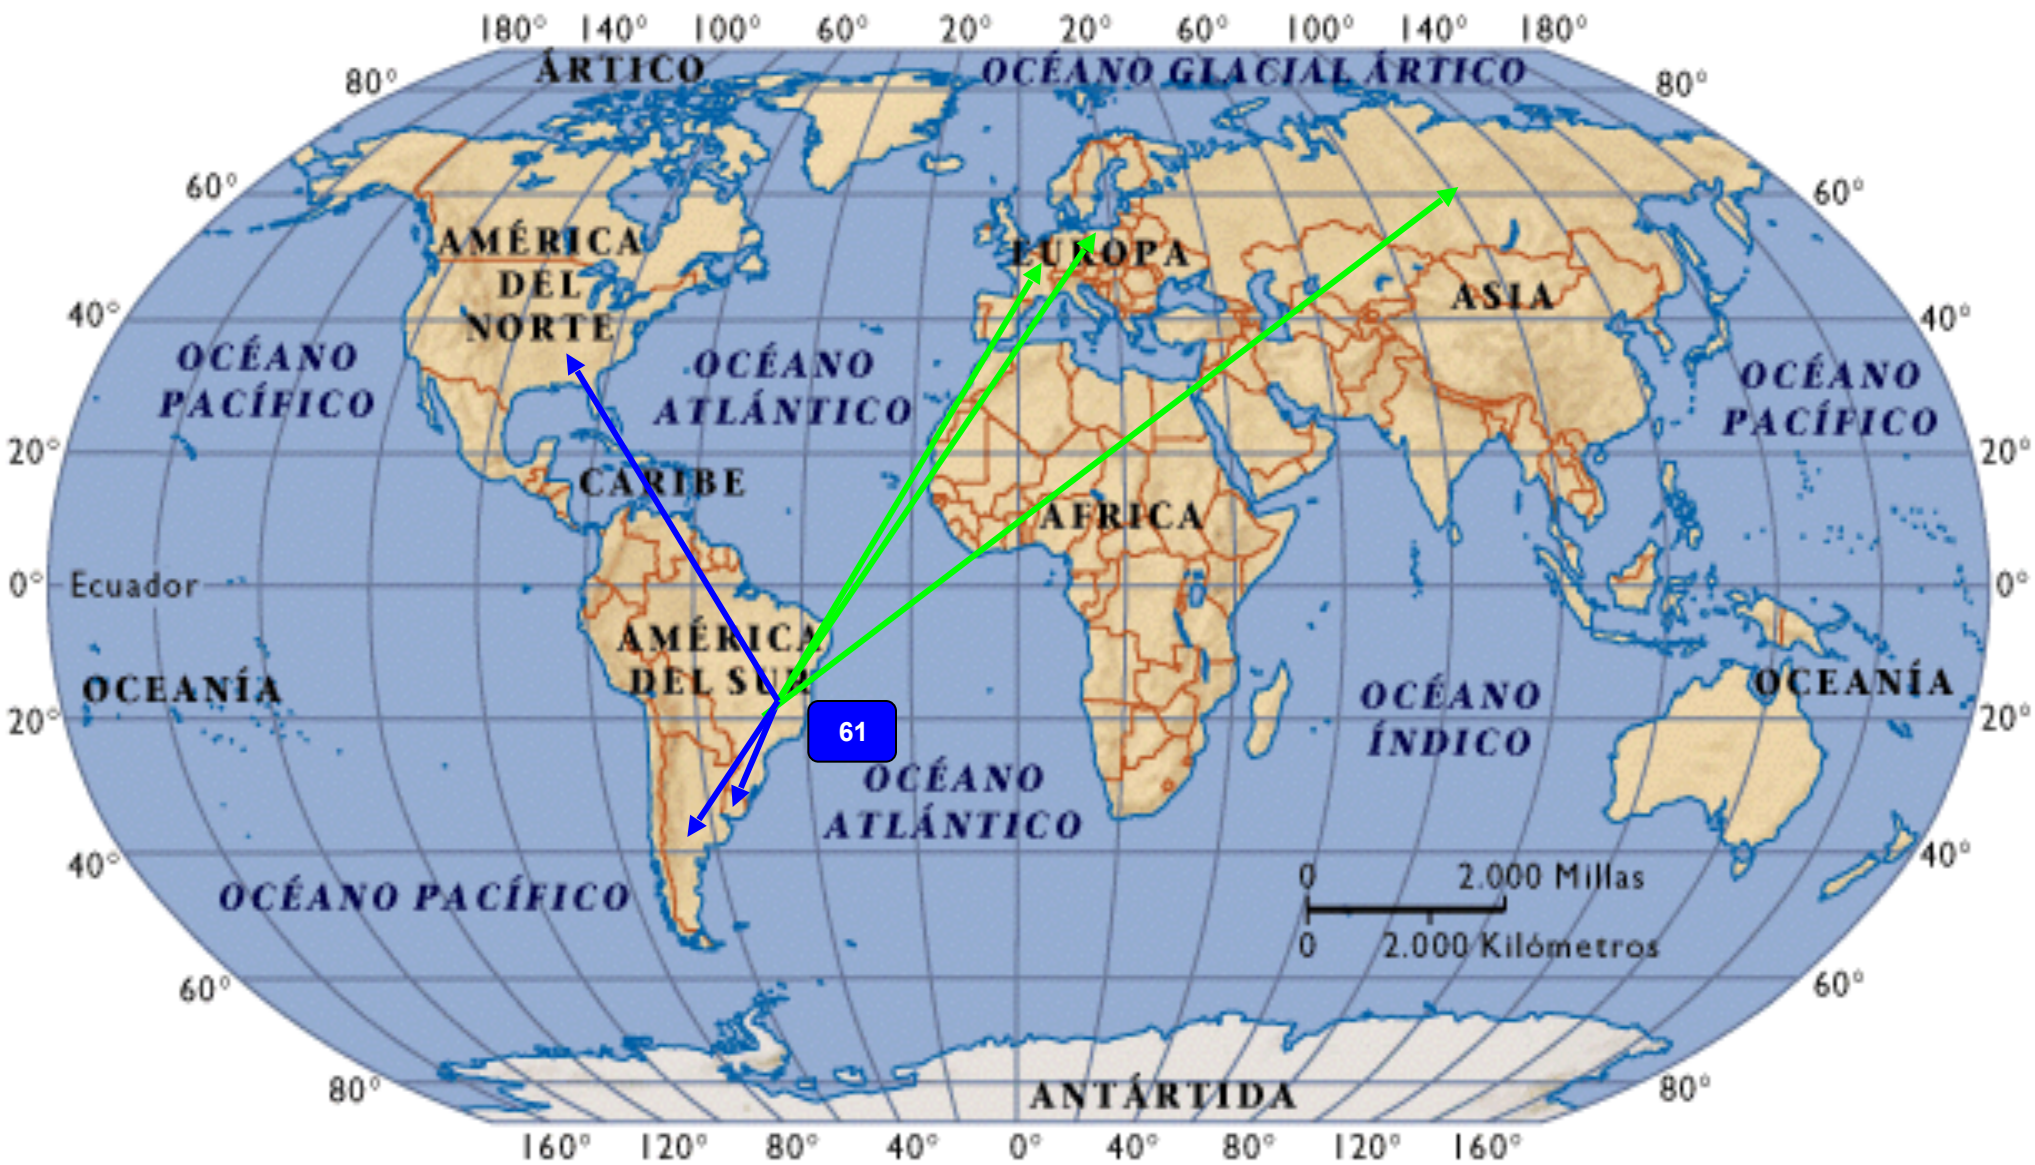 180° 140° 100° 60° 20° 20° 60° 100° 140° 180°
ÁRTICO
OCÉANO GLACIAL ÁRTICO
80° 80°
60° 60°
AMÉRICA
DEL
NORTE
EUROPA
ASIA
40° 40°
OCÉANO
PACÍFICO
OCÉANO
ATLÁNTICO
OCÉANO
PACÍFICO
20° 20°
CARIBE
AFRICA
0° Ecuador 0°
AMÉRICA
DEL SUR
OCEANÍA
OCEANÍA
OCÉANO
ÍNDICO
20° 20°
61
OCÉANO
ATLÁNTICO
40° 40°
OCÉANO PACÍFICO
0 2.000 Millas
0 2.000 Kilómetros
60° 60°
80° 80°
ANTÁRTIDA
160° 120° 80° 40° 0° 40° 80° 120° 160°